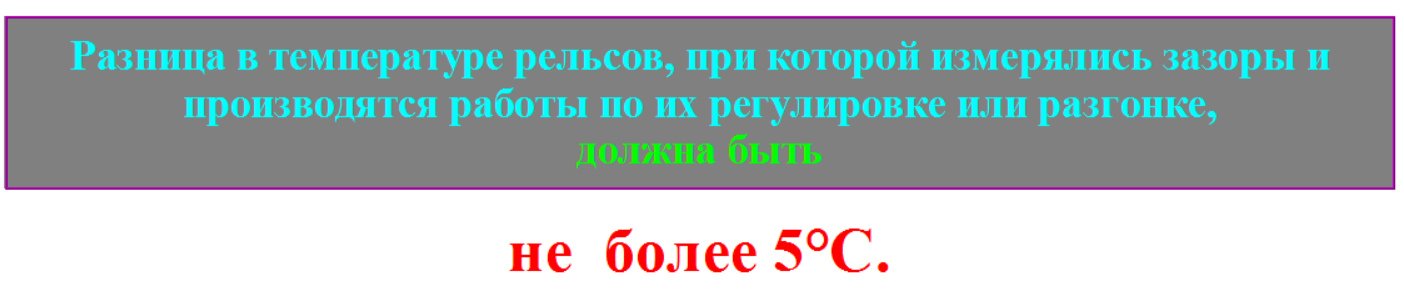 Разница в температуре рельсов, при которой измерялись зазоры и
производятся работы по их регулировке или разгонке,
должна быть
не более 5°С.